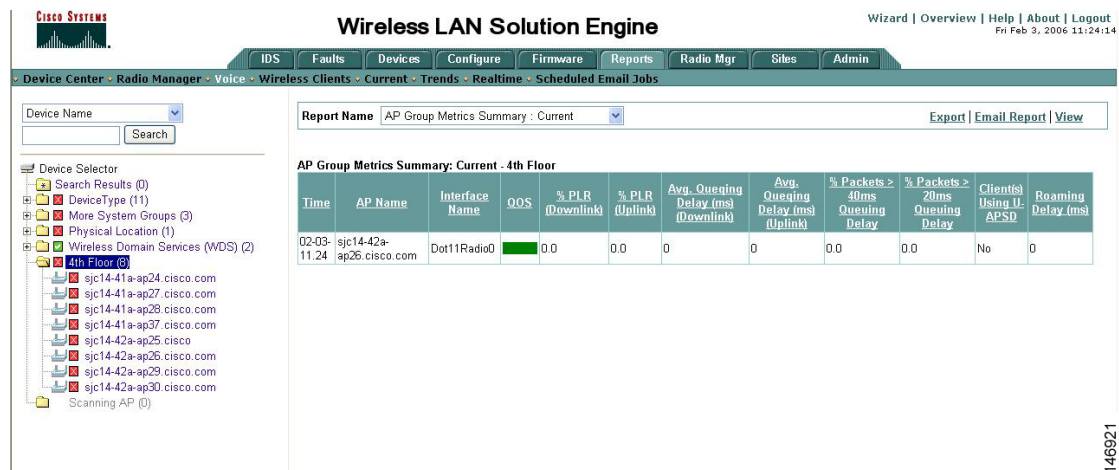 CISCO SYSTEMS
Wireless LAN Solution Engine
Wizard | Overview | Help | About | Logout
Fri Feb 3, 2006 11:24:14
IDS Faults Devices Configure Firmware Reports Radio Mgr Sites Admin
Device Center Radio Manager Voice Wireless Clients Current Trends Realtime Scheduled Email Jobs
Device Name
Search
Report Name AP Group Metrics Summary : Current
Export | Email Report | View
Device Selector
Search Results (0)
DeviceType (11)
More System Groups (3)
Physical Location (1)
Wireless Domain Services (WDS) (2)
4th Floor (8)
sjc14-41a-ap24.cisco.com
sjc14-41a-ap27.cisco.com
sjc14-41a-ap28.cisco.com
sjc14-41a-ap37.cisco.com
sjc14-42a-ap25.cisco
sjc14-42a-ap26.cisco.com
sjc14-42a-ap29.cisco.com
sjc14-42a-ap30.cisco.com
Scanning AP (0)
AP Group Metrics Summary: Current - 4th Floor
Time
AP Name
Interface
Name
QOS
% PLR
(Downlink)
% PLR
(Uplink)
Avg. Queqing
Delay (ms)
(Downlink)
Avg.
Queqing
Delay (ms)
(Uplink)
% Packets >
40ms
Queuing
Delay
% Packets >
20ms
Queuing
Delay
Client(s)
Using U-
APSD
Roaming
Delay (ms)
02-03-
11.24
sjc14-42a-
ap26.cisco.com
Dot11Radio0
0.0
0.0
0
0
0.0
0.0
No
0
146921